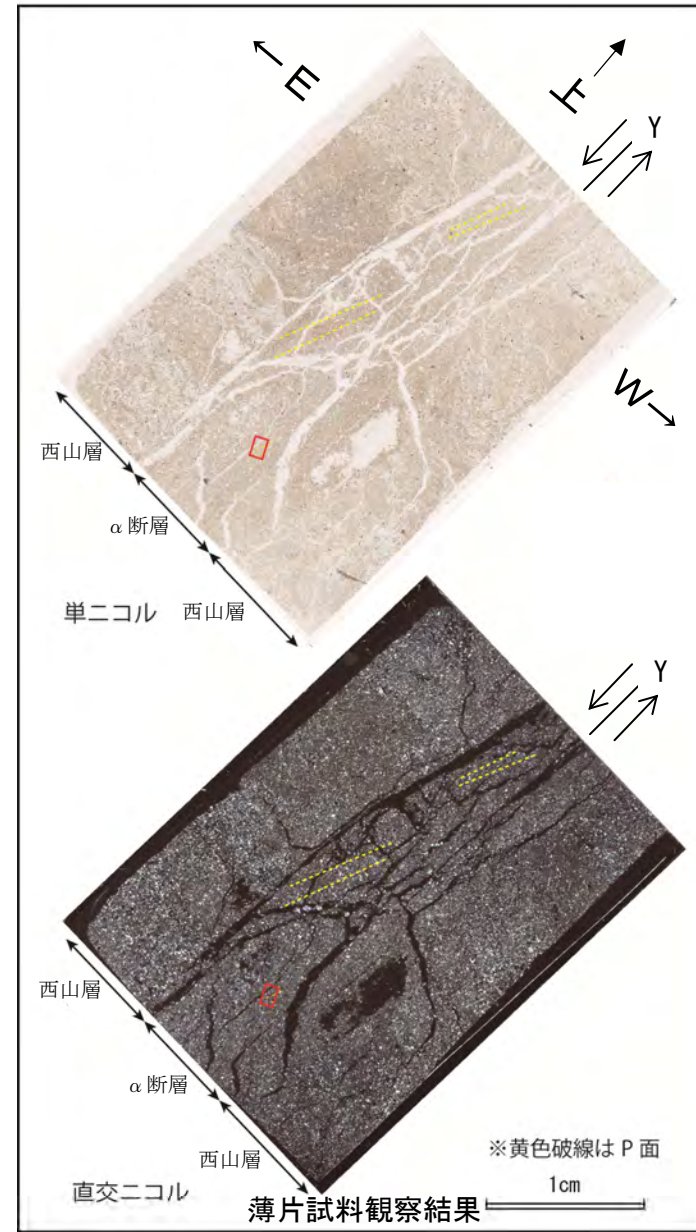 ←E
上→
Y
W→
西山層
α断層
西山層
単ニコル
Y
西山層
α断層
西山層
直交ニコル
※黄色破線はP面
1cm
薄片試料観察結果